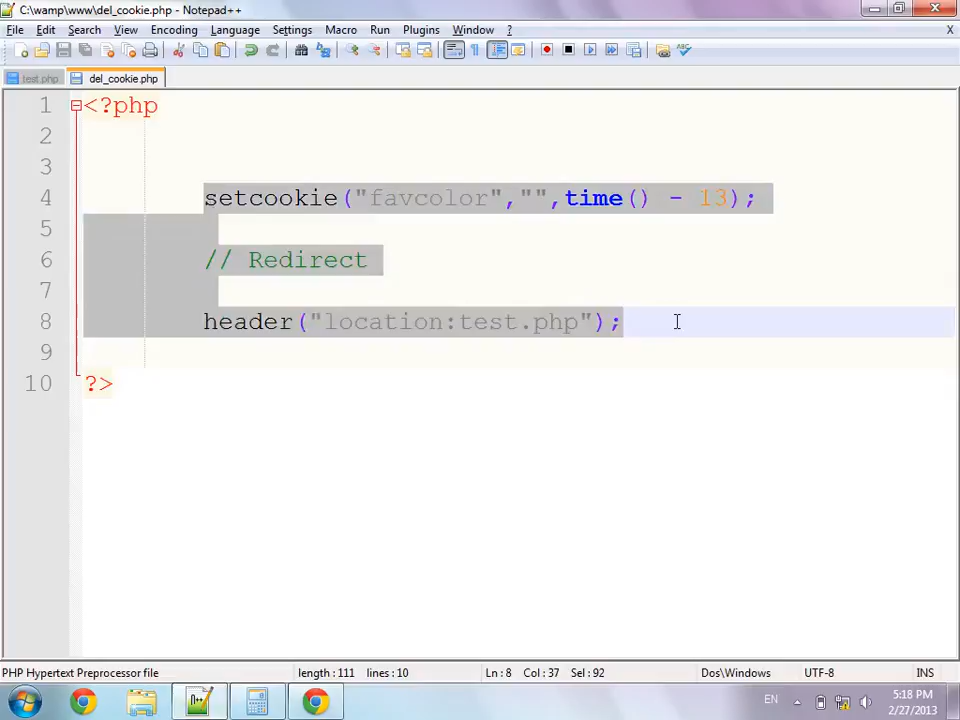 C:\wamp\www\del_cookie.php - Notepad++
File Edit Search View Encoding Language Settings Macro Run Plugins Window ? X
test.php del_cookie.php
1 <?php
2
3
4 setcookie("favcolor","",time() - 13);
5
6 // Redirect
7
8 header("location:test.php");
9
10 ?>
PHP Hypertext Preprocessor file length : 111 lines : 10 Ln : 8 Col : 37 Sel : 92 Dos\Windows UTF-8 INS
EN 5:18 PM
2/27/2013